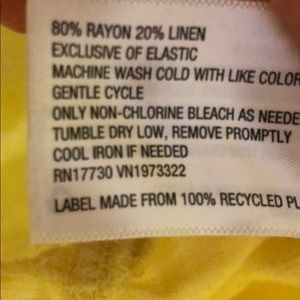 80% RAYON 20% LINEN
EXCLUSIVE OF ELASTIC
MACHINE WASH COLD WITH LIKE COLOR
GENTLE CYCLE
ONLY NON-CHLORINE BLEACH AS NEEDE
TUMBLE DRY LOW, REMOVE PROMPTLY
COOL IRON IF NEEDED
RN17730 VN1973322
LABEL MADE FROM 100% RECYCLED PL